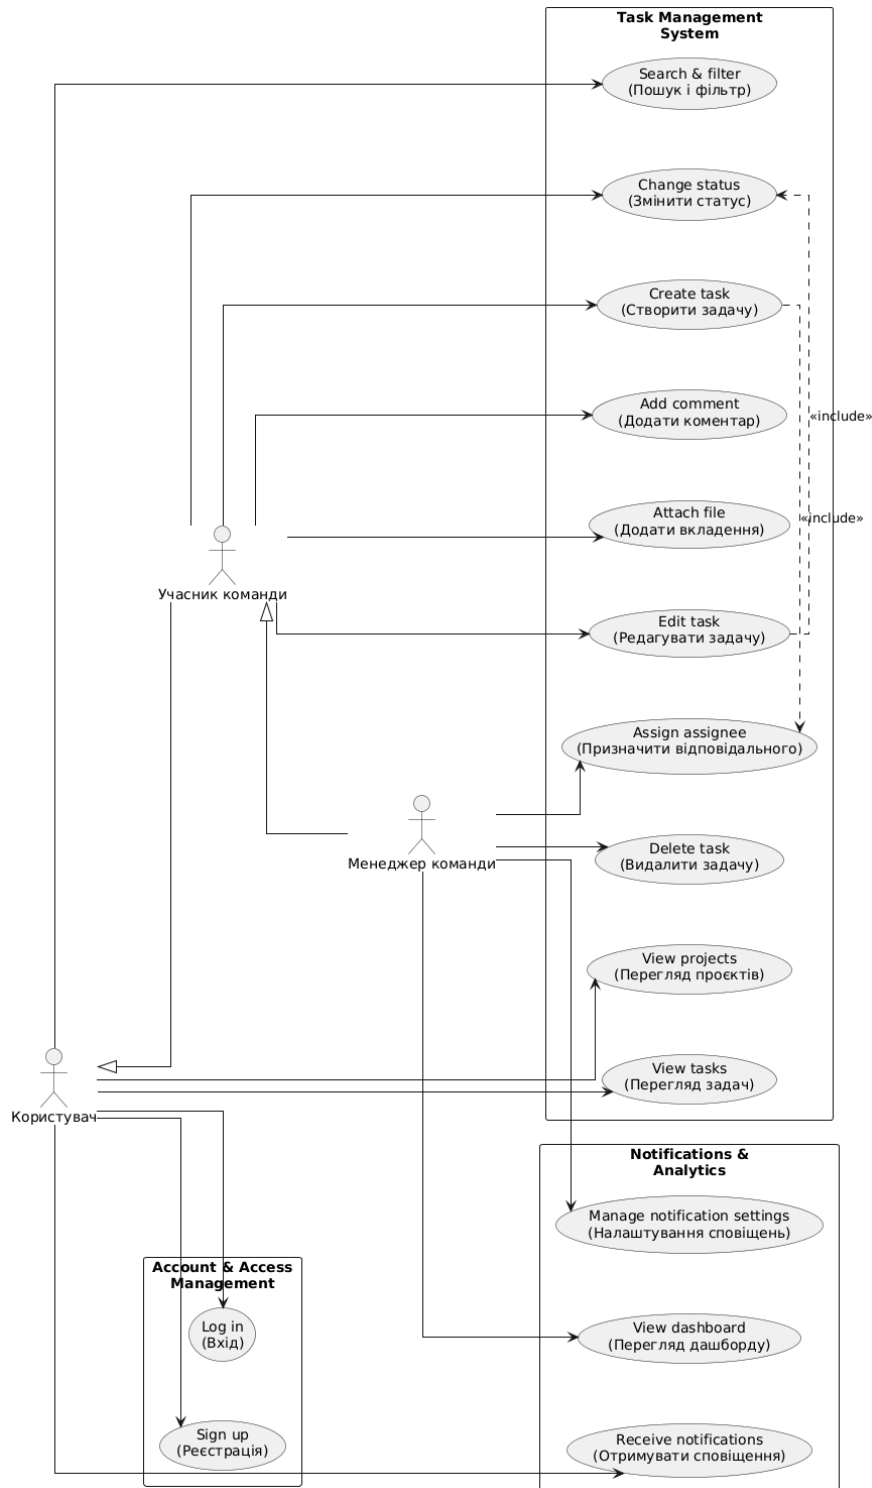 Task Management
System
Search & filter
(Пошук і фільтр)
Change status
(Змінити статус)
Create task
(Створити задачу)
Add comment
(Додати коментар)
«include»
Attach file
(Додати вкладення)
«include»
Учасник команди
Edit task
(Редагувати задачу)
Assign assignee
(Призначити відповідального)
Менеджер команди
Delete task
(Видалити задачу)
View projects
(Перегляд проєктів)
Користувач
View tasks
(Перегляд задач)
Notifications &
Analytics
Manage notification settings
(Налаштування сповіщень)
Account & Access
Management
Log in
(Вхід)
View dashboard
(Перегляд дашборду)
Sign up
(Реєстрація)
Receive notifications
(Отримувати сповіщення)